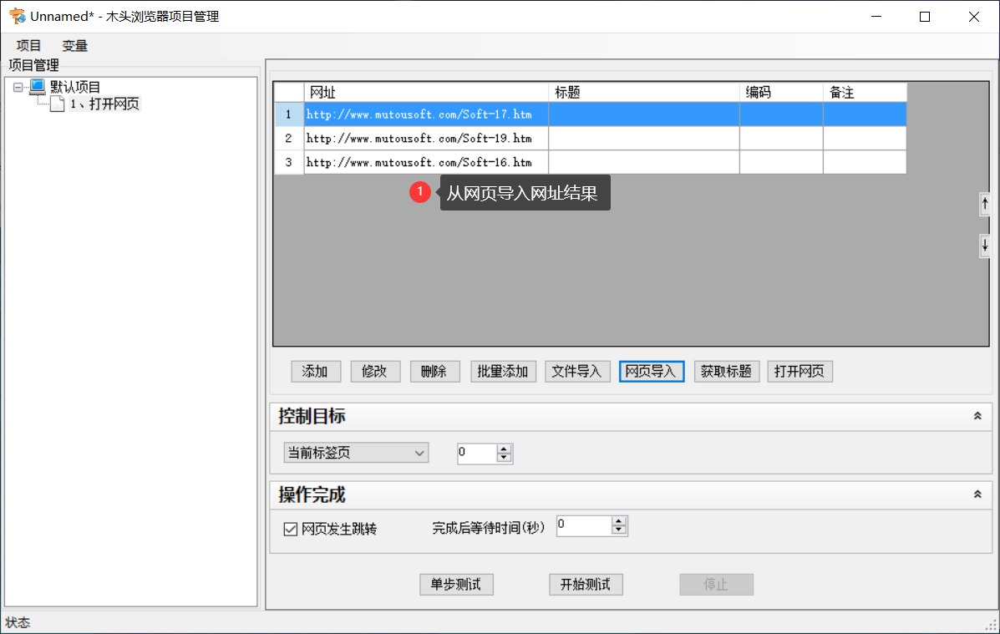 Unnamed* - 木头浏览器项目管理
项目 变量
项目管理
默认项目
1、打开网页
网址 标题 编码 备注
1 http://www.mutousoft.com/Soft-17.htm
2 http://www.mutousoft.com/Soft-19.htm
3 http://www.mutousoft.com/Soft-16.htm
1 从网页导入网址结果
添加 修改 删除 批量添加 文件导入 网页导入 获取标题 打开网页
控制目标
当前标签页 0
操作完成
网页发生跳转 完成后等待时间(秒) 0
单步测试 开始测试 停止
状态